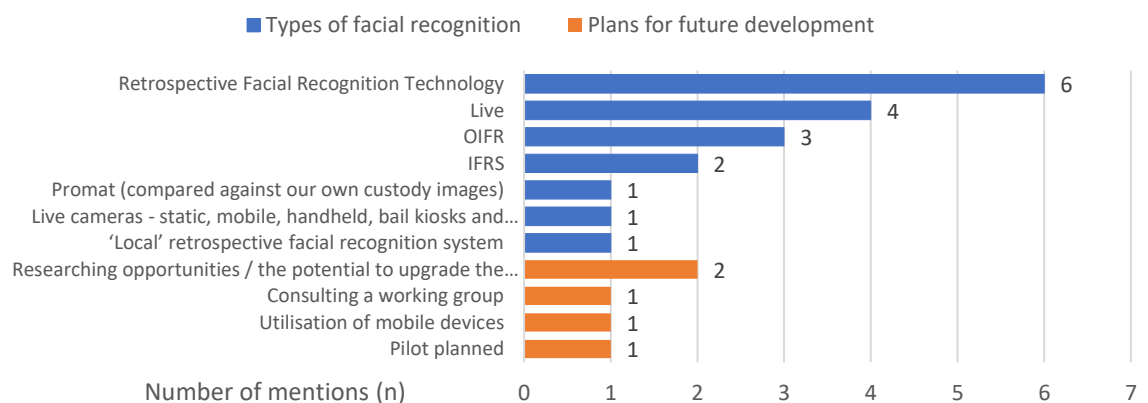 Types of facial recognition Plans for future development
Retrospective Facial Recognition Technology 6
Live 4
OIFR 3
IFRS 2
Promat (compared against our own custody images) 1
Live cameras - static, mobile, handheld, bail kiosks and... 1
‘Local’ retrospective facial recognition system 1
Researching opportunities / the potential to upgrade the... 2
Consulting a working group 1
Utilisation of mobile devices 1
Pilot planned 1
Number of mentions (n) 0 1 2 3 4 5 6 7